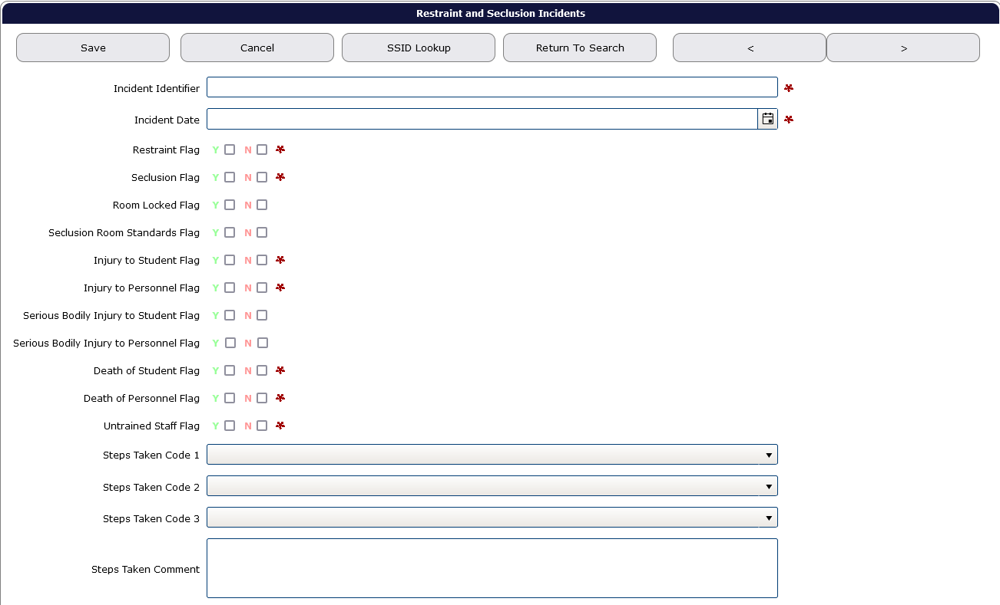 Restraint and Seclusion Incidents
Save Cancel SSID Lookup Return To Search < >
Incident Identifier *
Incident Date *
Restraint Flag Y N *
Seclusion Flag Y N *
Room Locked Flag Y N
Seclusion Room Standards Flag Y N
Injury to Student Flag Y N *
Injury to Personnel Flag Y N *
Serious Bodily Injury to Student Flag Y N
Serious Bodily Injury to Personnel Flag Y N
Death of Student Flag Y N *
Death of Personnel Flag Y N *
Untrained Staff Flag Y N *
Steps Taken Code 1
Steps Taken Code 2
Steps Taken Code 3
Steps Taken Comment